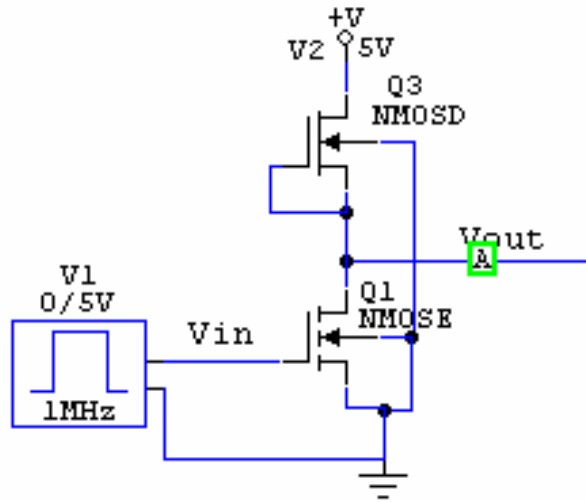 +V
V2 5V
Q3
NMOSD
Vout
A
V1
0/5V
Q1
NMOSE
Vin
1MHz